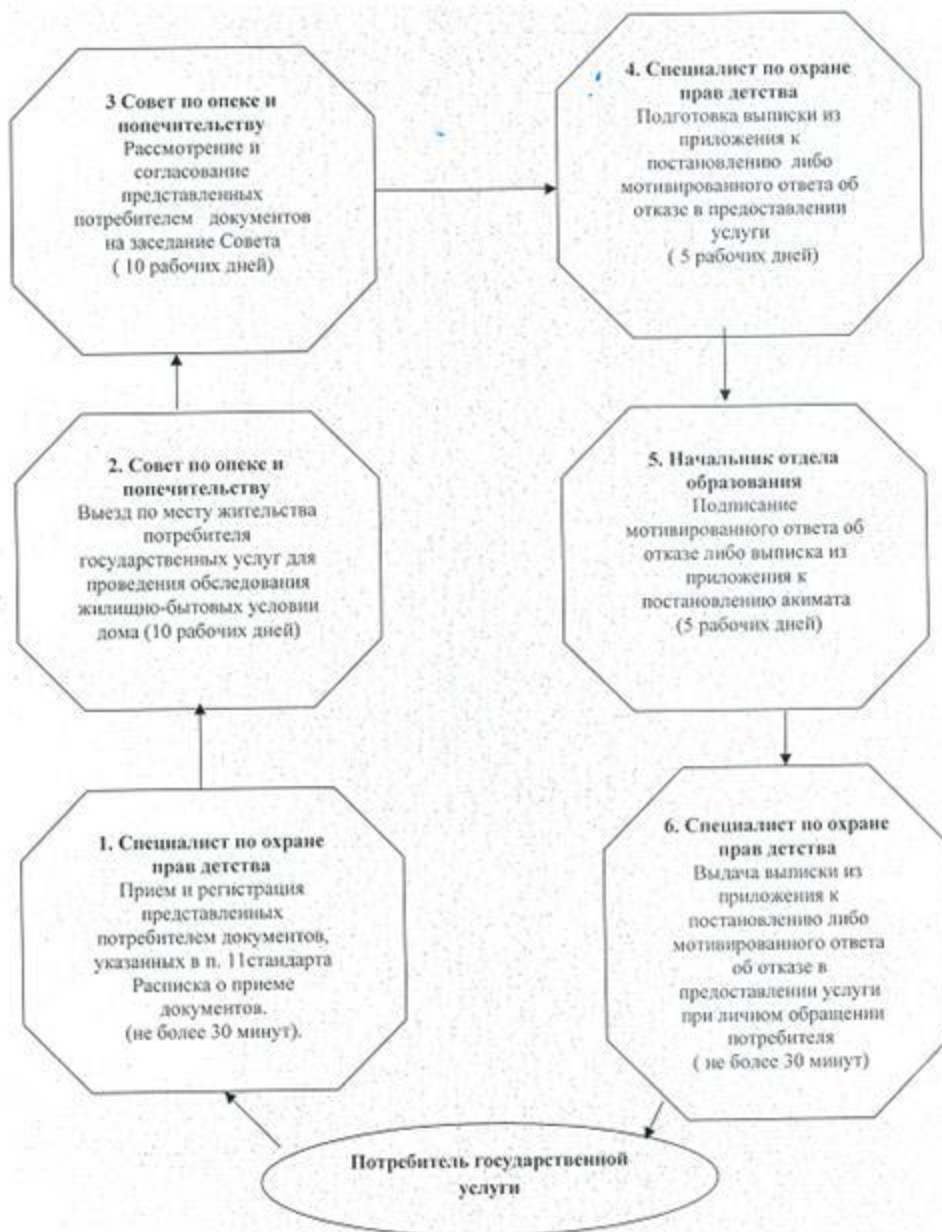 3 Совет по опеке и
попечительству
Рассмотрение и
согласование
представленных
потребителем документов
на заседание Совета
( 10 рабочих дней)
4. Специалист по охране
прав детства
Подготовка выписки из
приложения к
постановлению либо
мотивированного ответа об
отказе в предоставлении
услуги
( 5 рабочих дней)
2. Совет по опеке и
попечительству
Выезд по месту жительства
потребителя
государственных услуг для
проведения обследования
жилищно-бытовых условии
дома (10 рабочих дней)
5. Начальник отдела
образования
Подписание
мотивированного ответа об
отказе либо выписка из
приложения к
постановлению акимата
(5 рабочих дней)
1. Специалист по охране
прав детства
Прием и регистрация
представленных
потребителем документов,
указанных в п. 11стандарта
Расписка о приеме
документов.
(не более 30 минут).
6. Специалист по охране
прав детства
Выдача выписки из
приложения к
постановлению либо
мотивированного ответа
об отказе в
предоставлении услуги
при личном обращении
потребителя
( не более 30 минут)
Потребитель государственной
услуги